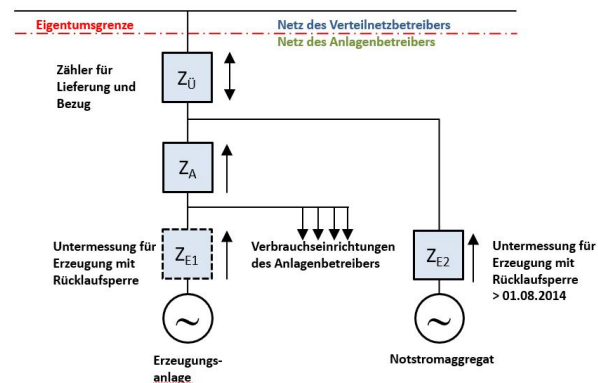 Eigentumsgrenze
Netz des Verteilnetzbetreibers
Netz des Anlagenbetreibers
Zähler für
Lieferung und
Bezug
ZÜ
ZA
Untermessung für
Erzeugung mit
Rücklaufsperre
ZE1
Verbrauchseinrichtungen
des Anlagenbetreibers
ZE2
Untermessung für
Erzeugung mit
Rücklaufsperre
> 01.08.2014
~
~
Erzeugungs-
anlage
Notstromaggregat